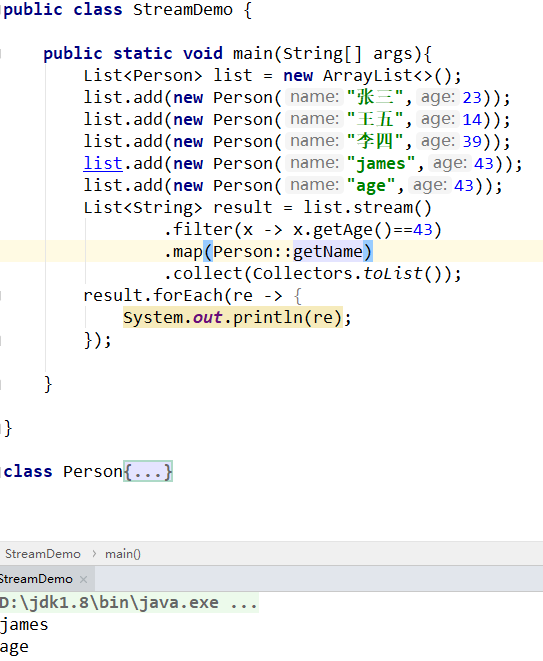 public class StreamDemo {
public static void main(String[] args){
List<Person> list = new ArrayList<>();
list.add(new Person( name: "张三", age: 23));
list.add(new Person( name: "王五", age: 14));
list.add(new Person( name: "李四", age: 39));
list.add(new Person( name: "james", age: 43));
list.add(new Person( name: "age", age: 43));
List<String> result = list.stream()
.filter(x -> x.getAge()==43)
.map(Person::getName)
.collect(Collectors.toList());
result.forEach(re -> {
System.out.println(re);
});
}
}
class Person{...}
StreamDemo › main()
StreamDemo ×
D:\jdk1.8\bin\java.exe ...
james
age